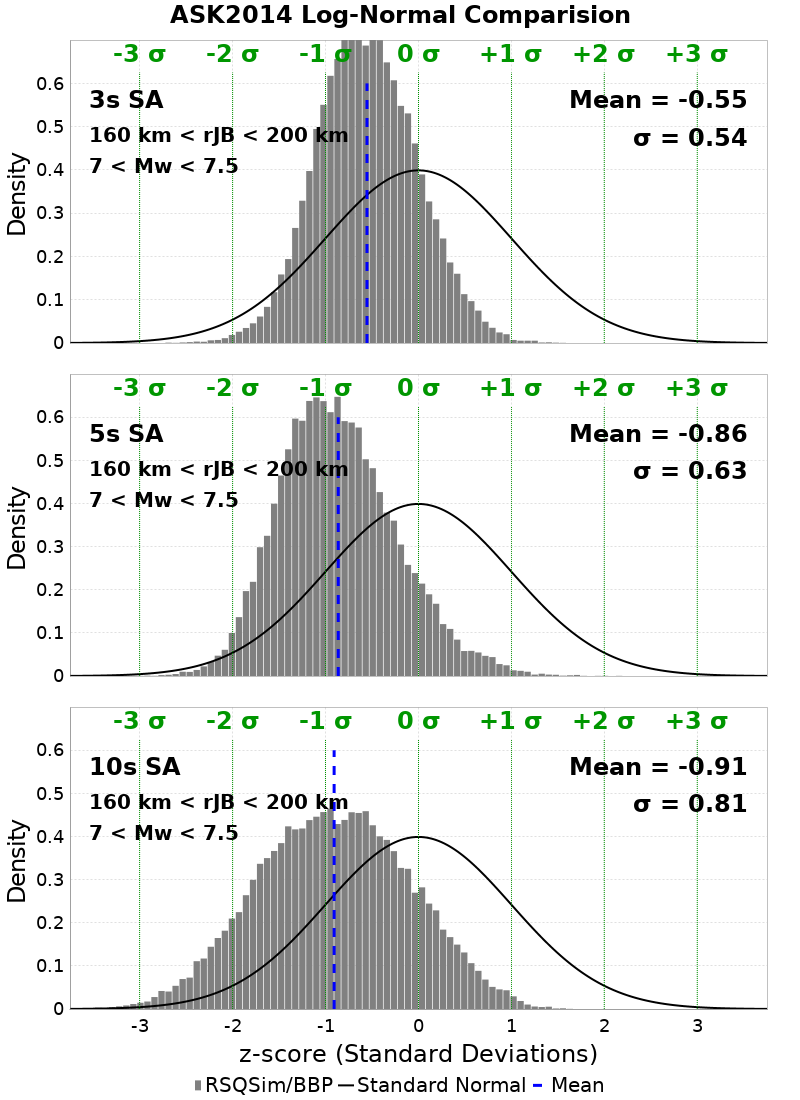 ASK2014 Log-Normal Comparision
-3 σ -2 σ -1 σ 0 σ +1 σ +2 σ +3 σ
3s SA
160 km < rJB < 200 km
7 < Mw < 7.5
Mean = -0.55
σ = 0.54
Density
0.6
0.5
0.4
0.3
0.2
0.1
0
-3 σ -2 σ -1 σ 0 σ +1 σ +2 σ +3 σ
5s SA
160 km < rJB < 200 km
7 < Mw < 7.5
Mean = -0.86
σ = 0.63
Density
0.6
0.5
0.4
0.3
0.2
0.1
0
-3 σ -2 σ -1 σ 0 σ +1 σ +2 σ +3 σ
10s SA
160 km < rJB < 200 km
7 < Mw < 7.5
Mean = -0.91
σ = 0.81
Density
0.6
0.5
0.4
0.3
0.2
0.1
0
-3 -2 -1 0 1 2 3
z-score (Standard Deviations)
RSQSim/BBP Standard Normal Mean